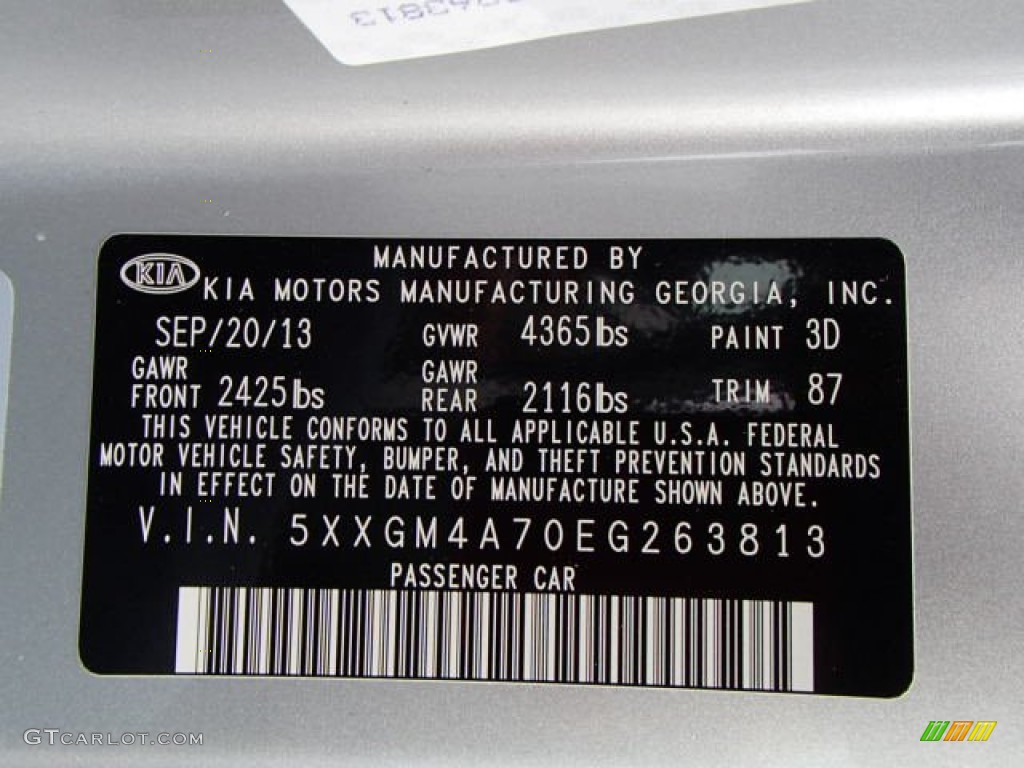 KIA
MANUFACTURED BY
KIA MOTORS MANUFACTURING GEORGIA, INC.
SEP/20/13 GVWR 4365lbs PAINT 3D
GAWR FRONT 2425lbs GAWR REAR 2116lbs TRIM 87
THIS VEHICLE CONFORMS TO ALL APPLICABLE U.S.A. FEDERAL
MOTOR VEHICLE SAFETY, BUMPER, AND THEFT PREVENTION STANDARDS
IN EFFECT ON THE DATE OF MANUFACTURE SHOWN ABOVE.
V.I.N. 5XXGM4A70EG263813
PASSENGER CAR
GTCARLOT.COM